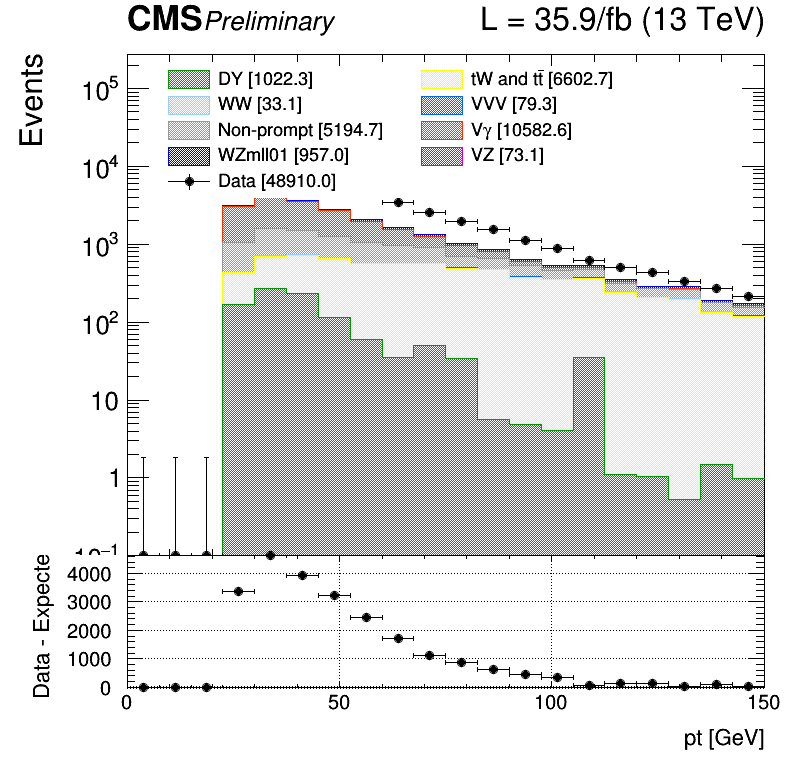 CMS Preliminary L = 35.9/fb (13 TeV)
Events
DY [1022.3] tW and tt̄ [6602.7]
WW [33.1] VVV [79.3]
Non-prompt [5194.7] Vγ [10582.6]
WZmll01 [957.0] VZ [73.1]
Data [48910.0]
10⁵
10⁴
10³
10²
10
1
10⁻¹
Data - Expecte
4000
3000
2000
1000
0
0 50 100 150
pt [GeV]